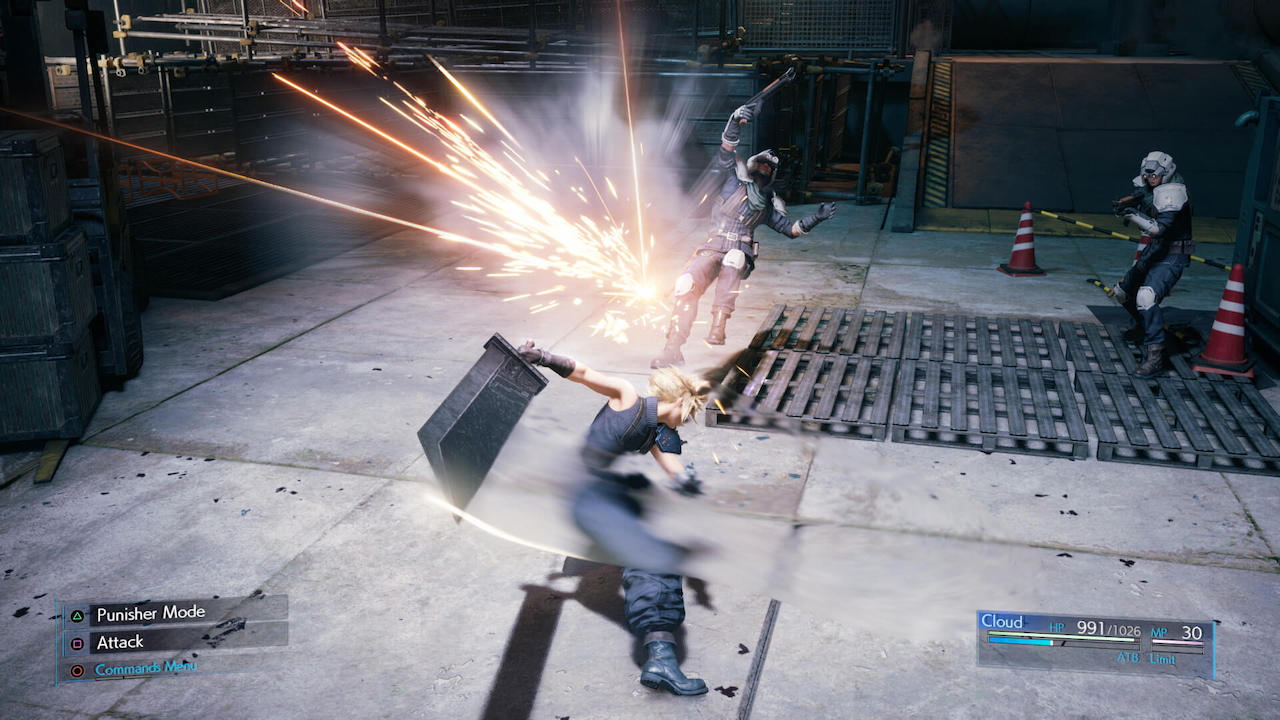 Punisher Mode
Attack
Commands Menu
Cloud HP 991/1026 MP 30
ATB Limit